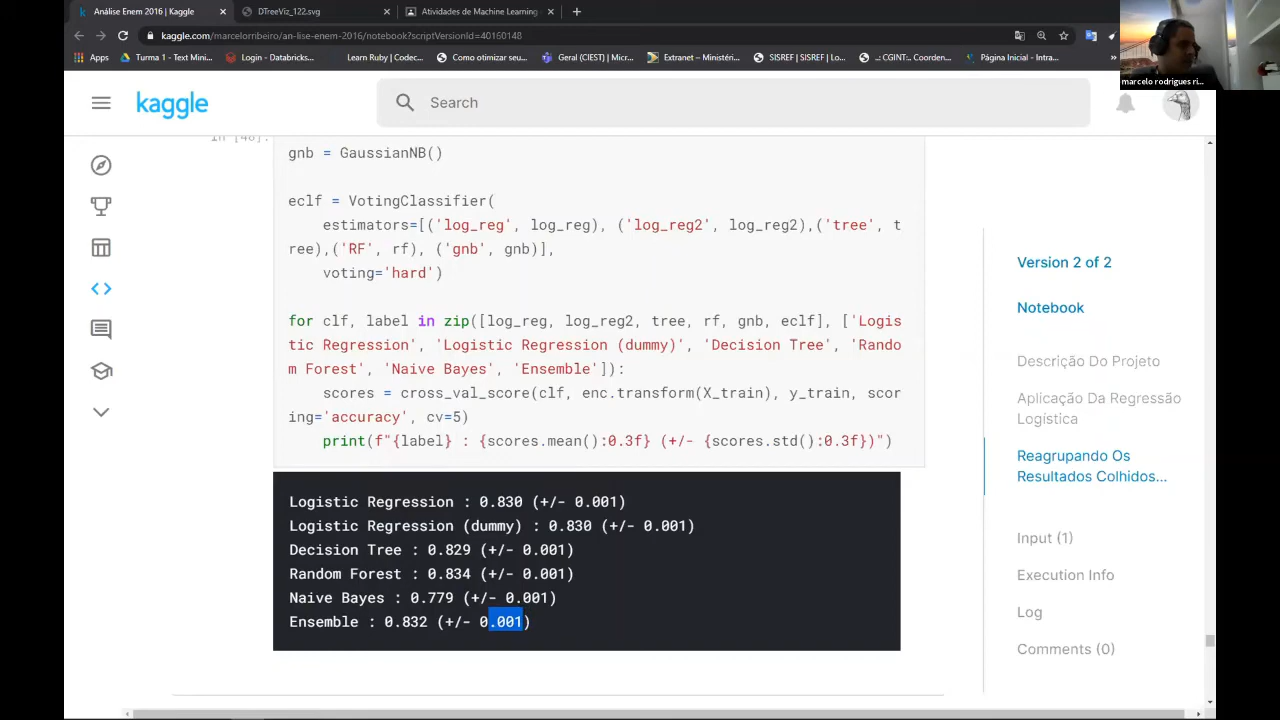 Análise Enem 2016 | Kaggle
DTreeViz_122.svg
Atividades de Machine Learning
kaggle.com/marcelorrbeiro/an-lise-enem-2016/notebook?scriptVersionId=40160148
Apps
Turma 1 - Text Mini...
Login - Databricks...
Learn Ruby | Codec...
Como otimizar seu...
Geral (CIEST) | Micr...
Extranet – Ministéri...
SISREF | SISREF | Lo...
..: CGINT:.. Coorden...
Página Inicial - Intra...
»
marcelo rodrigues ri...
kaggle
Search
In [48]:
gnb = GaussianNB()
eclf = VotingClassifier(
estimators=[('log_reg', log_reg), ('log_reg2', log_reg2),('tree', t
ree),('RF', rf), ('gnb', gnb)],
voting='hard')
for clf, label in zip([log_reg, log_reg2, tree, rf, gnb, eclf], ['Logis
tic Regression', 'Logistic Regression (dummy)', 'Decision Tree', 'Rando
m Forest', 'Naive Bayes', 'Ensemble']):
scores = cross_val_score(clf, enc.transform(X_train), y_train, scor
ing='accuracy', cv=5)
print(f"{label} : {scores.mean():0.3f} (+/- {scores.std():0.3f})")
Logistic Regression : 0.830 (+/- 0.001)
Logistic Regression (dummy) : 0.830 (+/- 0.001)
Decision Tree : 0.829 (+/- 0.001)
Random Forest : 0.834 (+/- 0.001)
Naive Bayes : 0.779 (+/- 0.001)
Ensemble : 0.832 (+/- 0.001)
Version 2 of 2
Notebook
Descrição Do Projeto
Aplicação Da Regressão
Logística
Reagrupando Os
Resultados Colhidos...
Input (1)
Execution Info
Log
Comments (0)